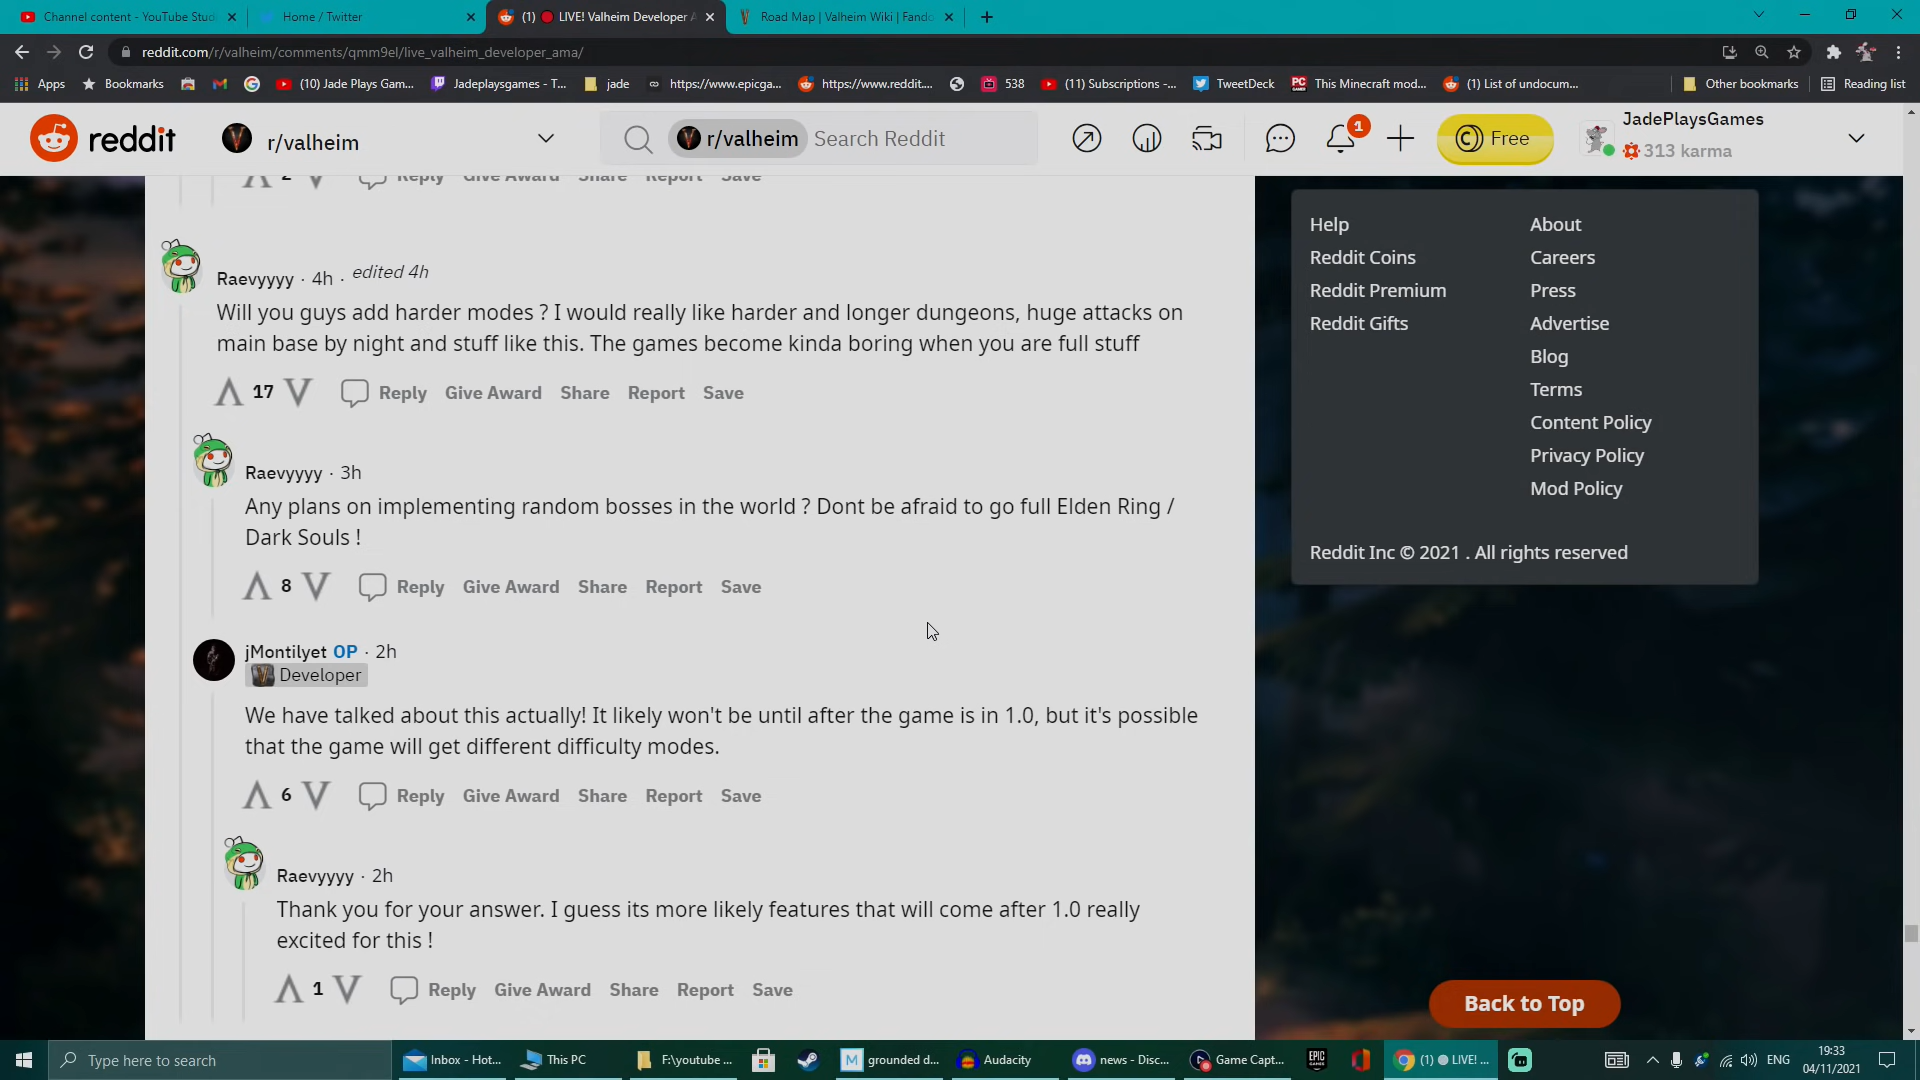 Channel content - YouTube Stud
Home / Twitter
(1) LIVE! Valheim Developer A
Road Map | Valheim Wiki | Fando
reddit.com/r/valheim/comments/qmm9el/live_valheim_developer_ama/
Apps
Bookmarks
(10) Jade Plays Gam...
Jadeplaysgames - T...
jade
https://www.epicga...
https://www.reddit....
538
(11) Subscriptions -...
TweetDeck
This Minecraft mod...
(1) List of undocum...
Other bookmarks
Reading list
reddit
r/valheim
r/valheim Search Reddit
1
Free
JadePlaysGames
313 karma
2 Reply Give Award Share Report Save
Raevyyyy · 4h · edited 4h
Will you guys add harder modes ? I would really like harder and longer dungeons, huge attacks on
main base by night and stuff like this. The games become kinda boring when you are full stuff
17 Reply Give Award Share Report Save
Raevyyyy · 3h
Any plans on implementing random bosses in the world ? Dont be afraid to go full Elden Ring /
Dark Souls !
8 Reply Give Award Share Report Save
jMontilyet OP · 2h
Developer
We have talked about this actually! It likely won't be until after the game is in 1.0, but it's possible
that the game will get different difficulty modes.
6 Reply Give Award Share Report Save
Raevyyyy · 2h
Thank you for your answer. I guess its more likely features that will come after 1.0 really
excited for this !
1 Reply Give Award Share Report Save
Help
Reddit Coins
Reddit Premium
Reddit Gifts
About
Careers
Press
Advertise
Blog
Terms
Content Policy
Privacy Policy
Mod Policy
Reddit Inc © 2021 . All rights reserved
Back to Top
Type here to search
Inbox - Hot...
This PC
F:\youtube ...
grounded d...
Audacity
news - Disc...
Game Capt...
(1) LIVE! ...
ENG
19:33
04/11/2021